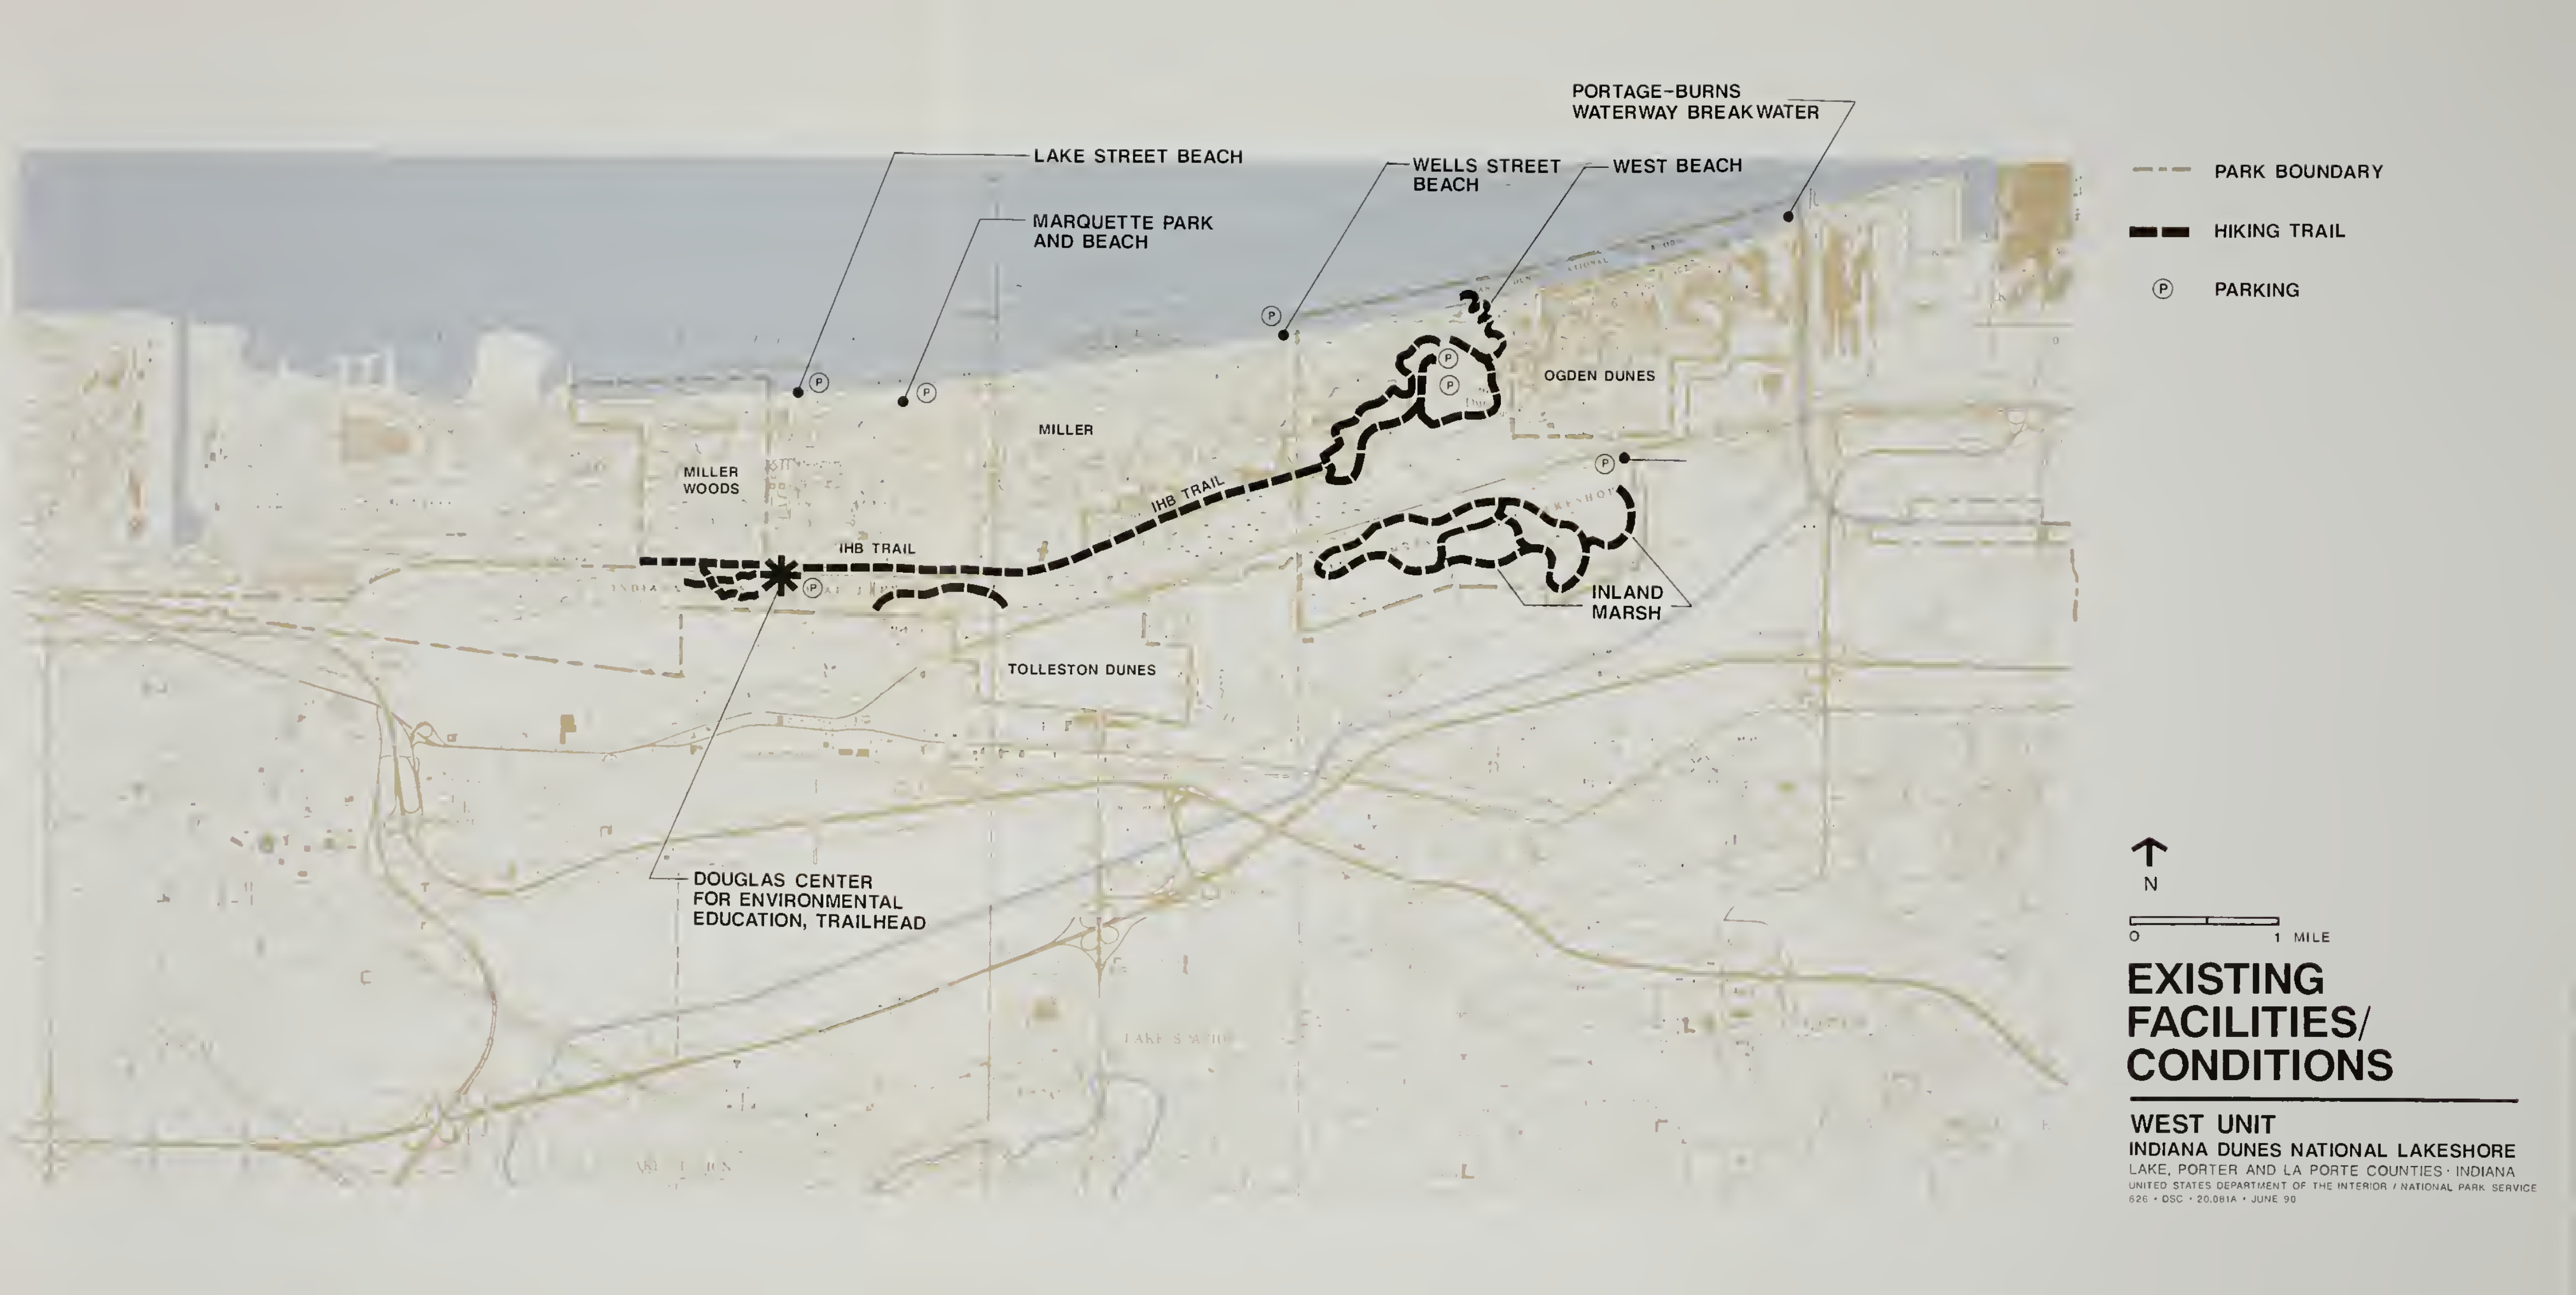 PORTAGE-BURNS
WATERWAY BREAKWATER
LAKE STREET BEACH
WELLS STREET
BEACH
WEST BEACH
MARQUETTE PARK
AND BEACH
PARK BOUNDARY
HIKING TRAIL
P PARKING
P
P
P
P
P
OGDEN DUNES
MILLER
MILLER
WOODS
P
IHB TRAIL
IHB TRAIL
P
INLAND
MARSH
TOLLESTON DUNES
DOUGLAS CENTER
FOR ENVIRONMENTAL
EDUCATION, TRAILHEAD
N
0 1 MILE
EXISTING
FACILITIES/
CONDITIONS
WEST UNIT
INDIANA DUNES NATIONAL LAKESHORE
LAKE, PORTER AND LA PORTE COUNTIES · INDIANA
UNITED STATES DEPARTMENT OF THE INTERIOR / NATIONAL PARK SERVICE
626 • DSC • 20,081A • JUNE 90